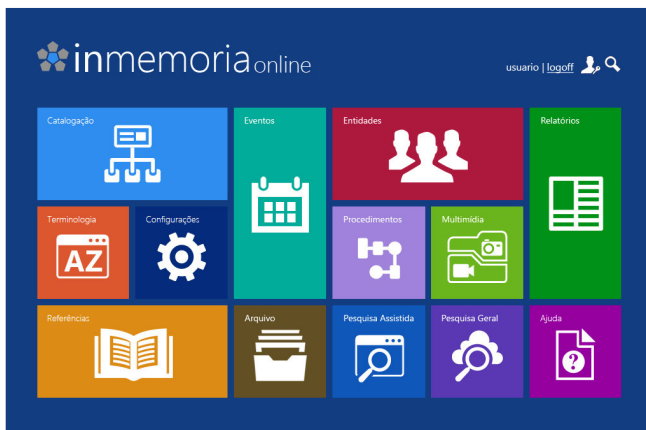 inmemoria online
usuario | logoff
Catalogação
Eventos
Entidades
Relatórios
Terminologia
Configurações
Procedimentos
Multimídia
AZ
Referências
Arquivo
Pesquisa Assistida
Pesquisa Geral
Ajuda
?